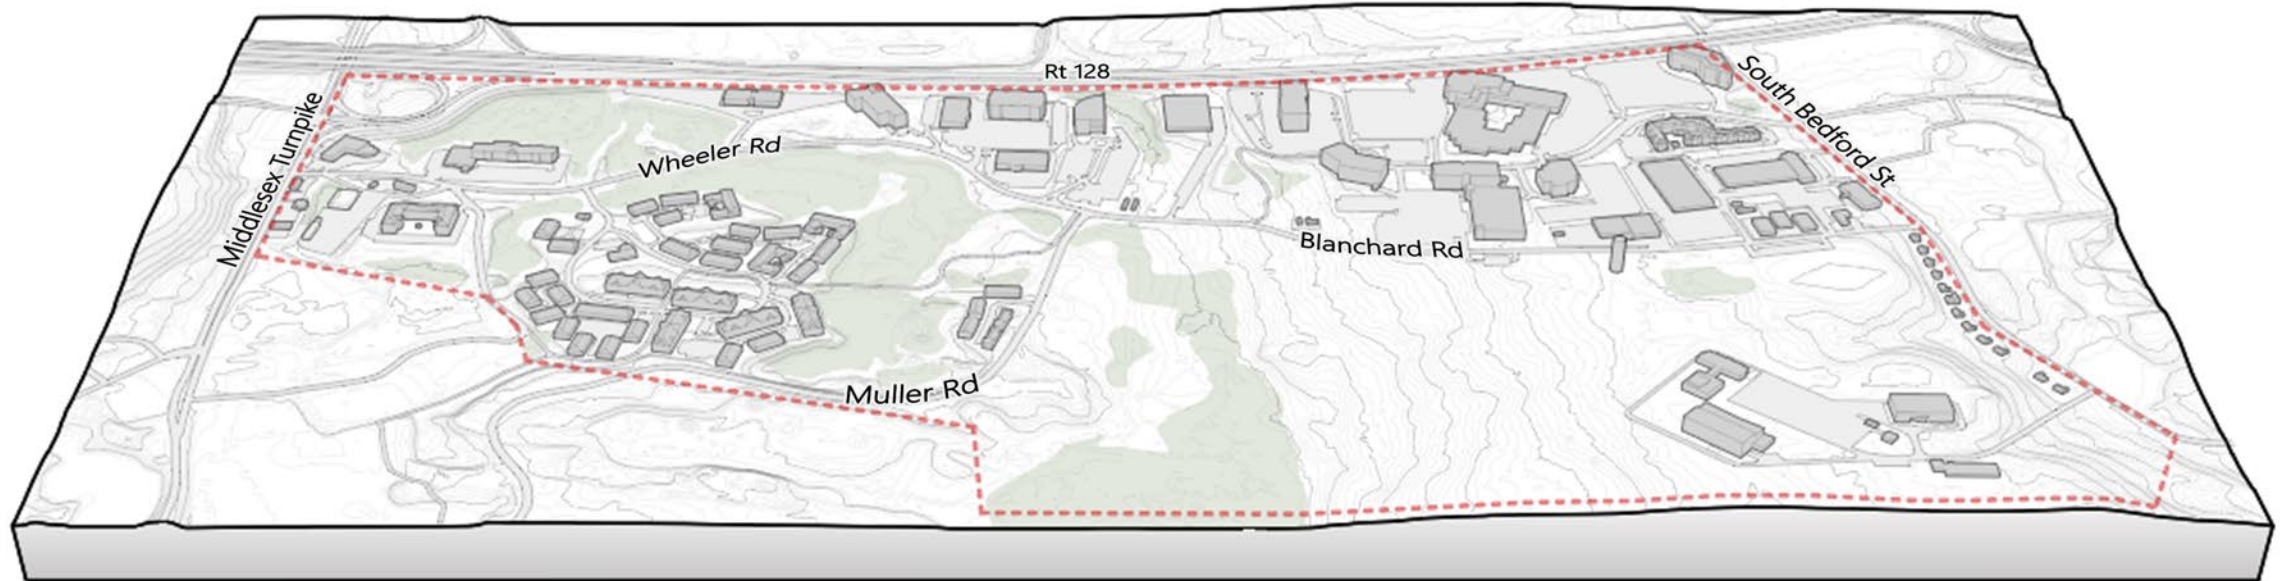 Rt 128
South Bedford St
Middlesex Turnpike
Wheeler Rd
Blanchard Rd
Muller Rd